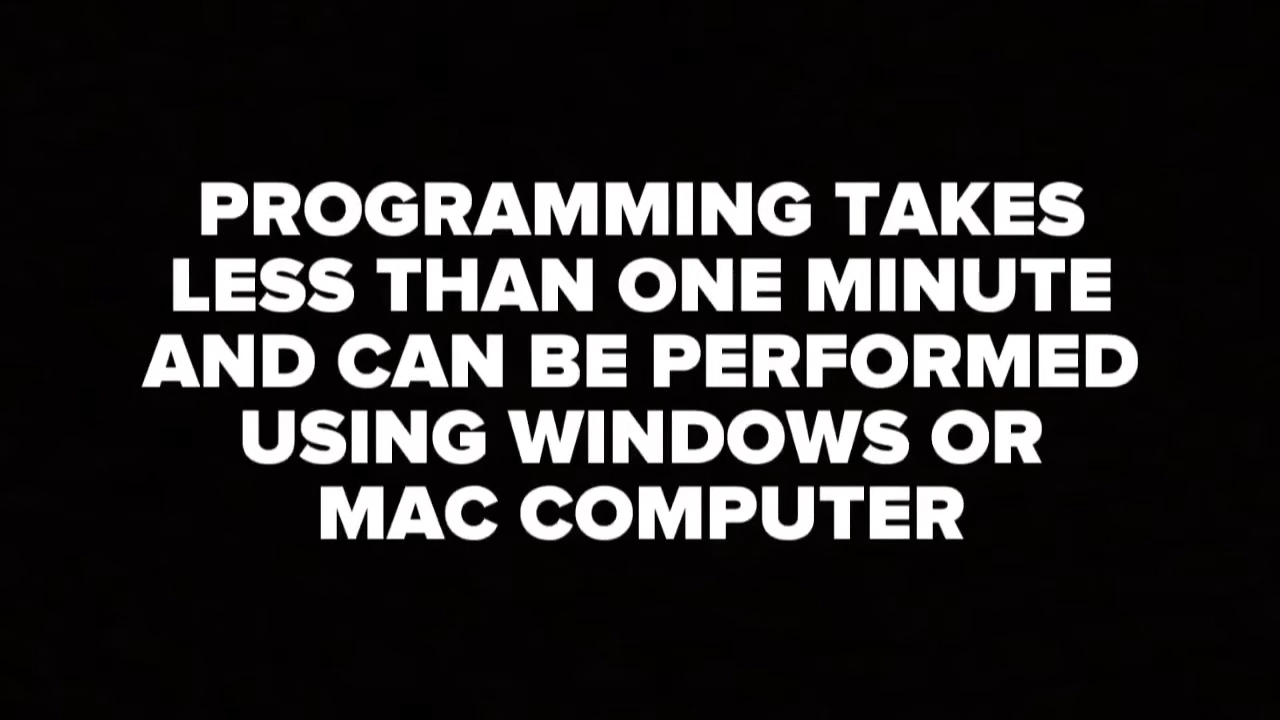 PROGRAMMING TAKES
LESS THAN ONE MINUTE
AND CAN BE PERFORMED
USING WINDOWS OR
MAC COMPUTER